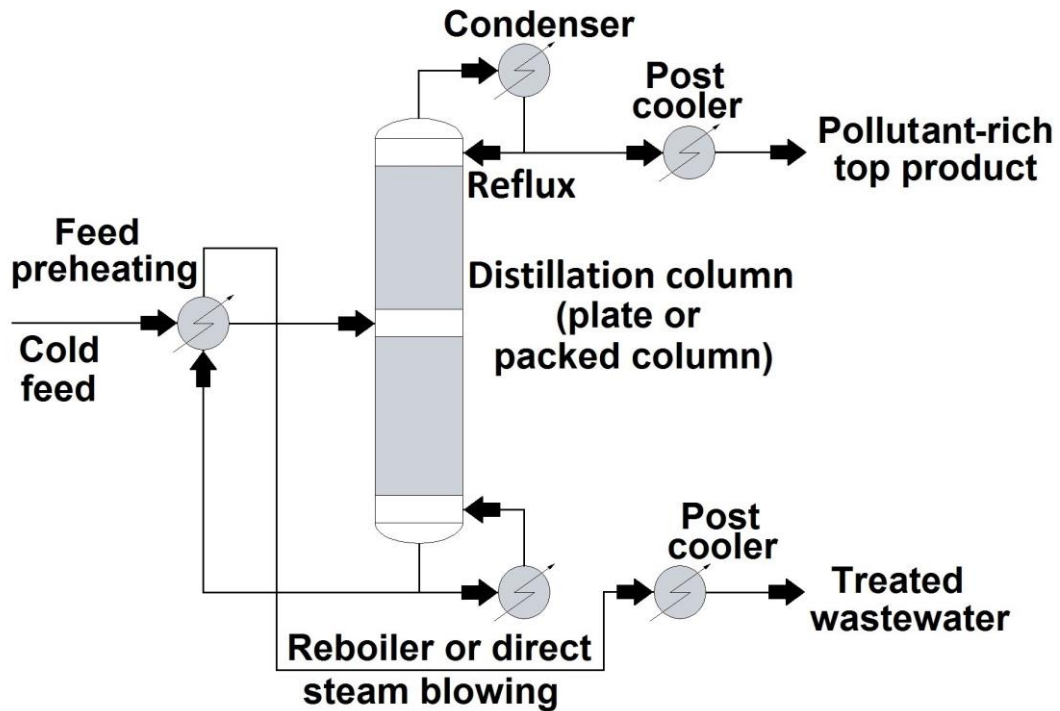 Condenser
Post
cooler
Pollutant-rich
top product
Reflux
Feed
preheating
Cold
feed
Distillation column
(plate or
packed column)
Post
cooler
Treated
wastewater
Reboiler or direct
steam blowing